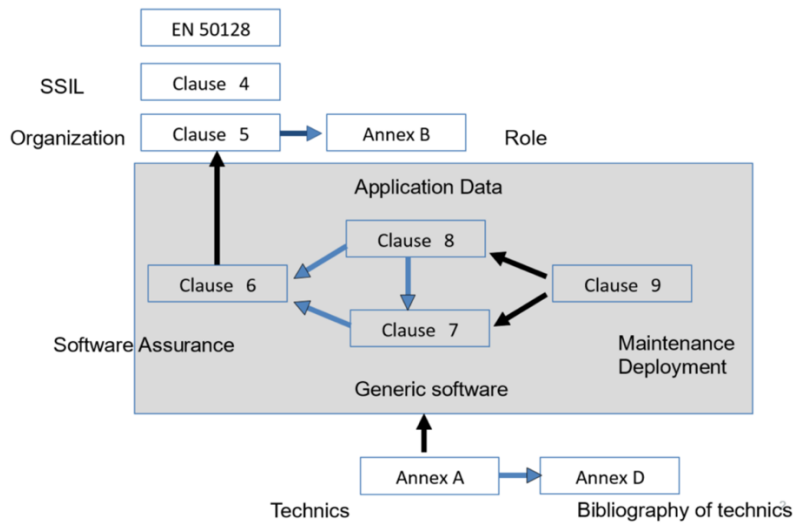 EN 50128
SSIL
Clause 4
Organization
Clause 5
Annex B
Role
Application Data
Clause 8
Clause 6
Clause 9
Clause 7
Software Assurance
Maintenance
Deployment
Generic software
Annex A
Annex D
Technics
Bibliography of technics